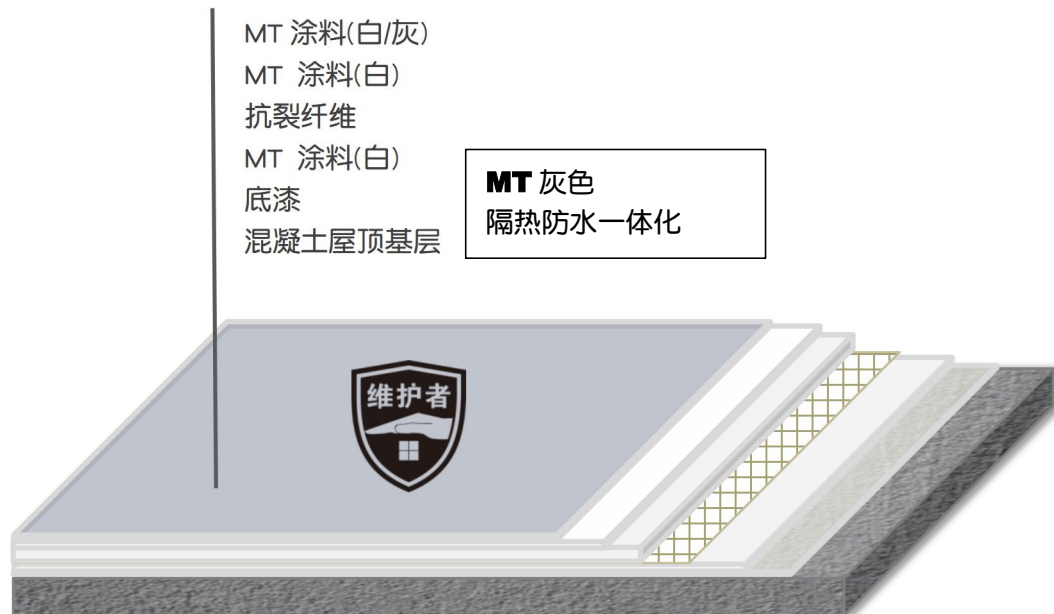 MT 涂料(白/灰)
MT 涂料(白)
抗裂纤维
MT 涂料(白)
底漆
混凝土屋顶基层
MT 灰色
隔热防水一体化
维护者